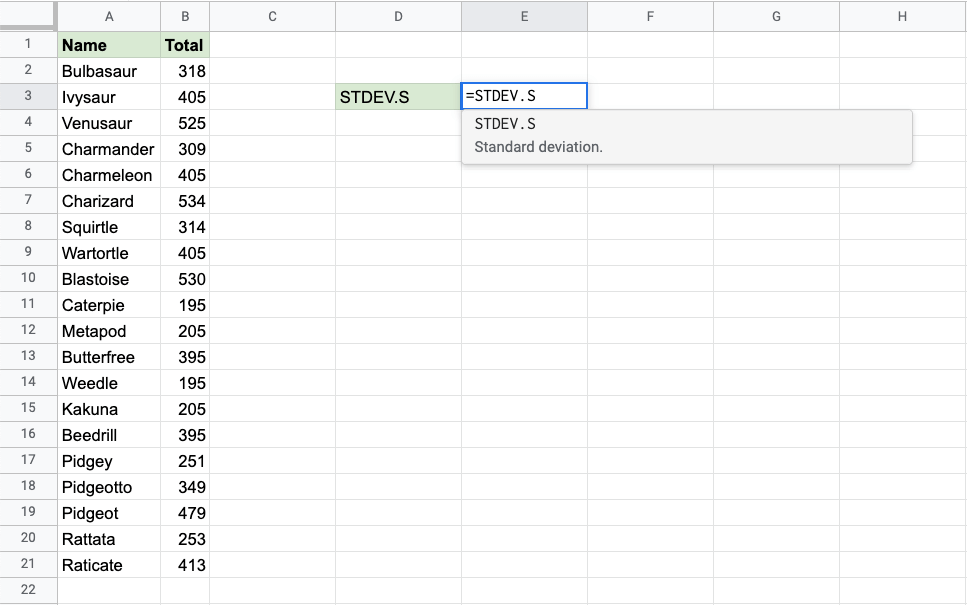 A B C D E F G H
1 Name Total
2 Bulbasaur 318
3 Ivysaur 405 STDEV.S =STDEV.S
4 Venusaur 525 STDEV.S
5 Charmander 309 Standard deviation.
6 Charmeleon 405
7 Charizard 534
8 Squirtle 314
9 Wartortle 405
10 Blastoise 530
11 Caterpie 195
12 Metapod 205
13 Butterfree 395
14 Weedle 195
15 Kakuna 205
16 Beedrill 395
17 Pidgey 251
18 Pidgeotto 349
19 Pidgeot 479
20 Rattata 253
21 Raticate 413
22